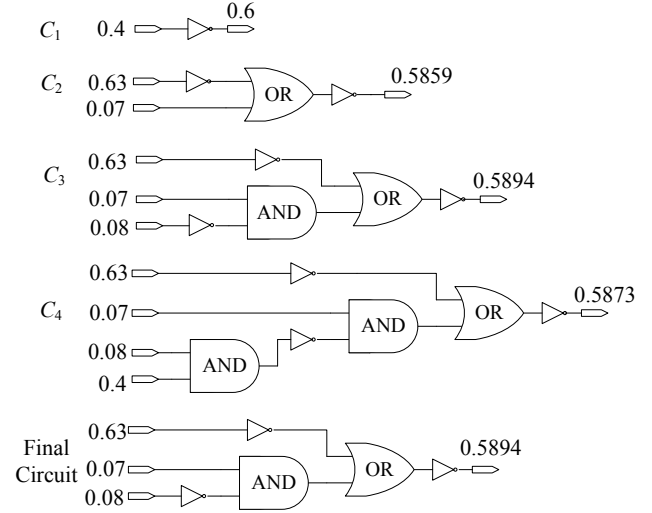 C1 0.4 0.6
C2 0.63 OR 0.5859
0.07
C3 0.63 0.5894
0.07 AND OR
0.08
C4 0.63 0.5873
0.07 AND OR
0.08 AND
0.4
Final Circuit
0.63 0.5894
0.07 AND OR
0.08